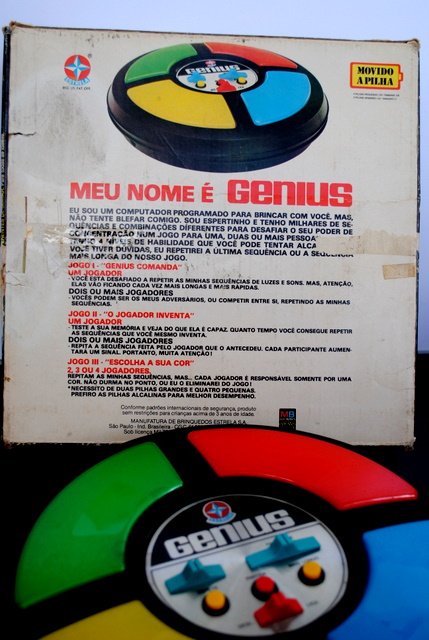 ESTRELA
GENIUS
MOVIDO
A PILHA
MEU NOME É GENIUS
EU SOU UM COMPUTADOR PROGRAMADO PARA BRINCAR COM VOCÊ. MAS,
NÃO TENTE BLEFAR COMIGO. SOU ESPERTINHO E TENHO MILHARES DE SE-
QUÊNCIAS E COMBINAÇÕES DIFERENTES PARA DESAFIAR O SEU PODER DE
CONCENTRAÇÃO NUM JOGO PARA UMA, DUAS OU MAIS PESSOA
TENHO 4 NÍVEIS DE HABILIDADE QUE VOCÊ PODE TENTAR ALCA
VOCÊ TIVER DÚVIDAS, EU REPETIREI A ÚLTIMA SEQUÊNCIA OU A SEQUÊNCIA
MAIS LONGA DO NOSSO JOGO.
JOGO I - "GENIUS COMANDA"
UM JOGADOR
- VOCÊ ESTÁ DESAFIADO A REPETIR AS MINHAS SEQUÊNCIAS DE LUZES E SONS. MAS, ATENÇÃO,
ELAS VÃO FICANDO CADA VEZ MAIS LONGAS E MAIS RÁPIDAS.
DOIS OU MAIS JOGADORES
- VOCÊS PODEM SER OS MEUS ADVERSÁRIOS, OU COMPETIR ENTRE SI, REPETINDO AS MINHAS
SEQUÊNCIAS.
JOGO II - "O JOGADOR INVENTA"
UM JOGADOR
- TESTE A SUA MEMÓRIA E VEJA DO QUE ELA É CAPAZ. QUANTO TEMPO VOCÊ CONSEGUE REPETIR
AS SEQUÊNCIAS QUE VOCÊ MESMO INVENTA.
DOIS OU MAIS JOGADORES
- REPITA A SEQUÊNCIA FEITA PELO JOGADOR QUE O ANTECEDEU. CADA PARTICIPANTE AUMEN-
TARÁ UM SINAL. PORTANTO, MUITA ATENÇÃO!
JOGO III - "ESCOLHA A SUA COR"
2, 3 OU 4 JOGADORES,
REPITAM AS MINHAS SEQUÊNCIAS, MAS... CADA JOGADOR É RESPONSÁVEL SOMENTE POR UMA
COR. NÃO DURMA NO PONTO, OU EU O ELIMINAREI DO JOGO!
*NECESSITO DE DUAS PILHAS GRANDES E QUATRO PEQUENAS.
PREFIRO AS PILHAS ALCALINAS PARA MELHOR DESEMPENHO.
Conforme padrões internacionais de segurança, produto
sem restrições para crianças acima de 3 anos de idade.
MANUFATURA DE BRINQUEDOS ESTRELA S.A.
São Paulo - Ind. Brasileira
Sob licença
MB
ESTRELA
GENIUS